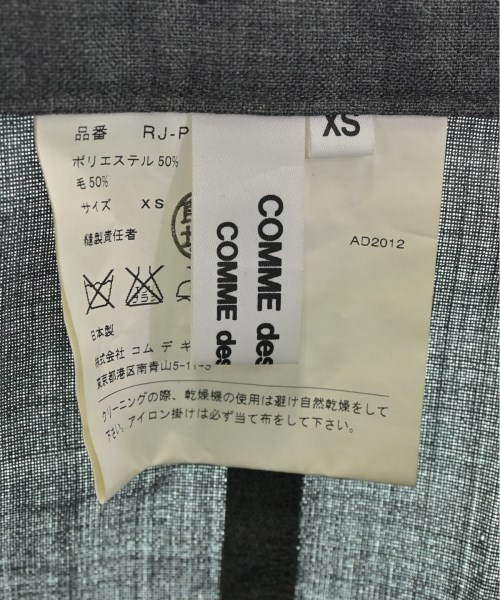 品番 RJ-P
XS
ポリエステル 50%
毛 50%
サイズ XS
縫製責任者
AD2012
COMME des
COMME des
日本製
株式会社 コム デ ギ
東京都港区南青山5-11-5
クリーニングの際、乾燥機の使用は避け自然乾燥をして
下さい。アイロン掛けは必ず当て布をして下さい。